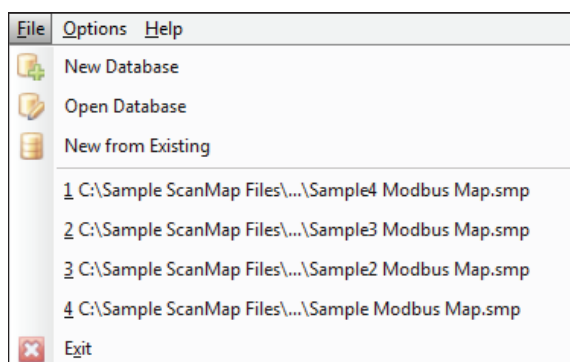 File Options Help
New Database
Open Database
New from Existing
1 C:\Sample ScanMap Files\...\Sample4 Modbus Map.smp
2 C:\Sample ScanMap Files\...\Sample3 Modbus Map.smp
3 C:\Sample ScanMap Files\...\Sample2 Modbus Map.smp
4 C:\Sample ScanMap Files\...\Sample Modbus Map.smp
Exit